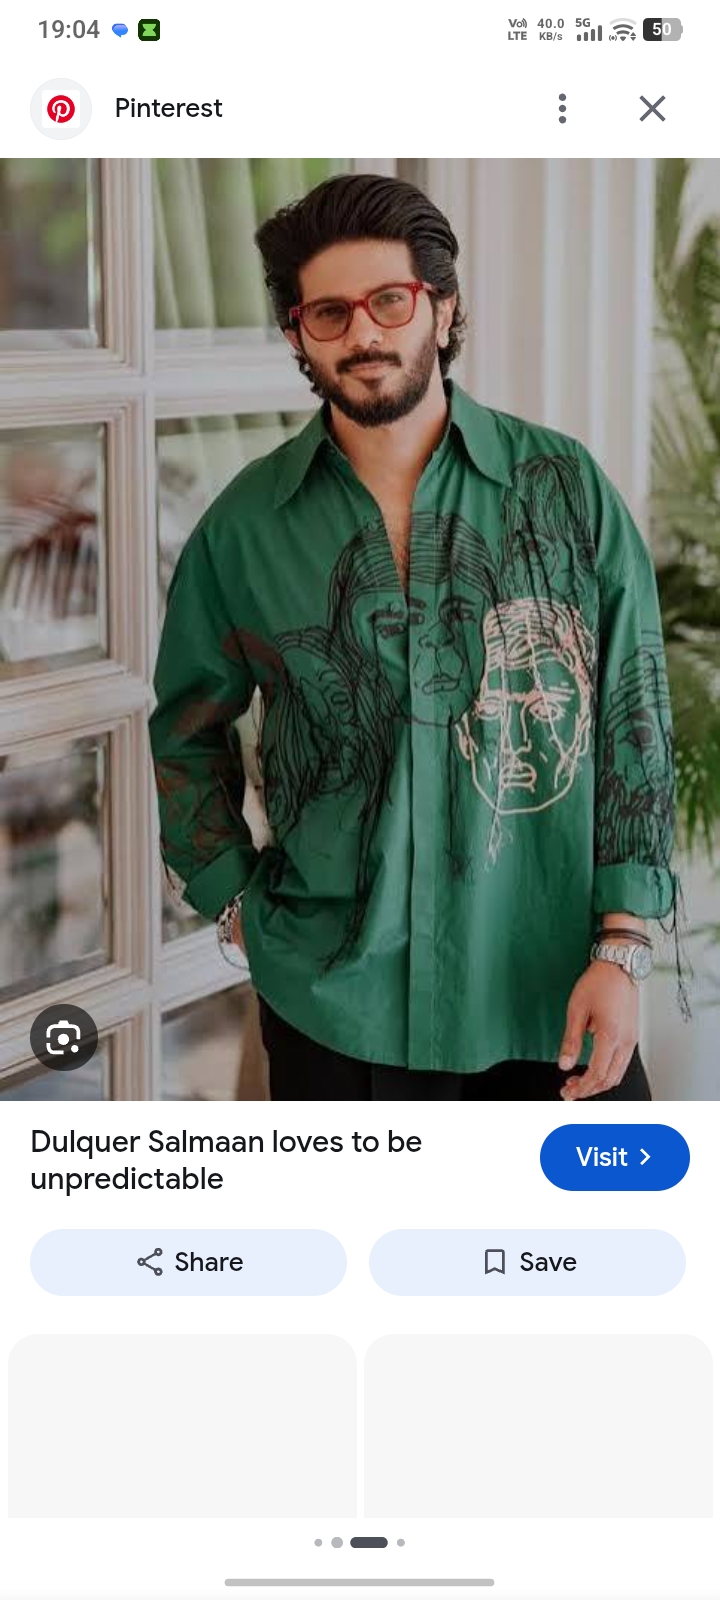 19:04
Vo) 40.0 5G
LTE KB/s 50
Pinterest
Dulquer Salmaan loves to be
unpredictable
Visit
Share
Save